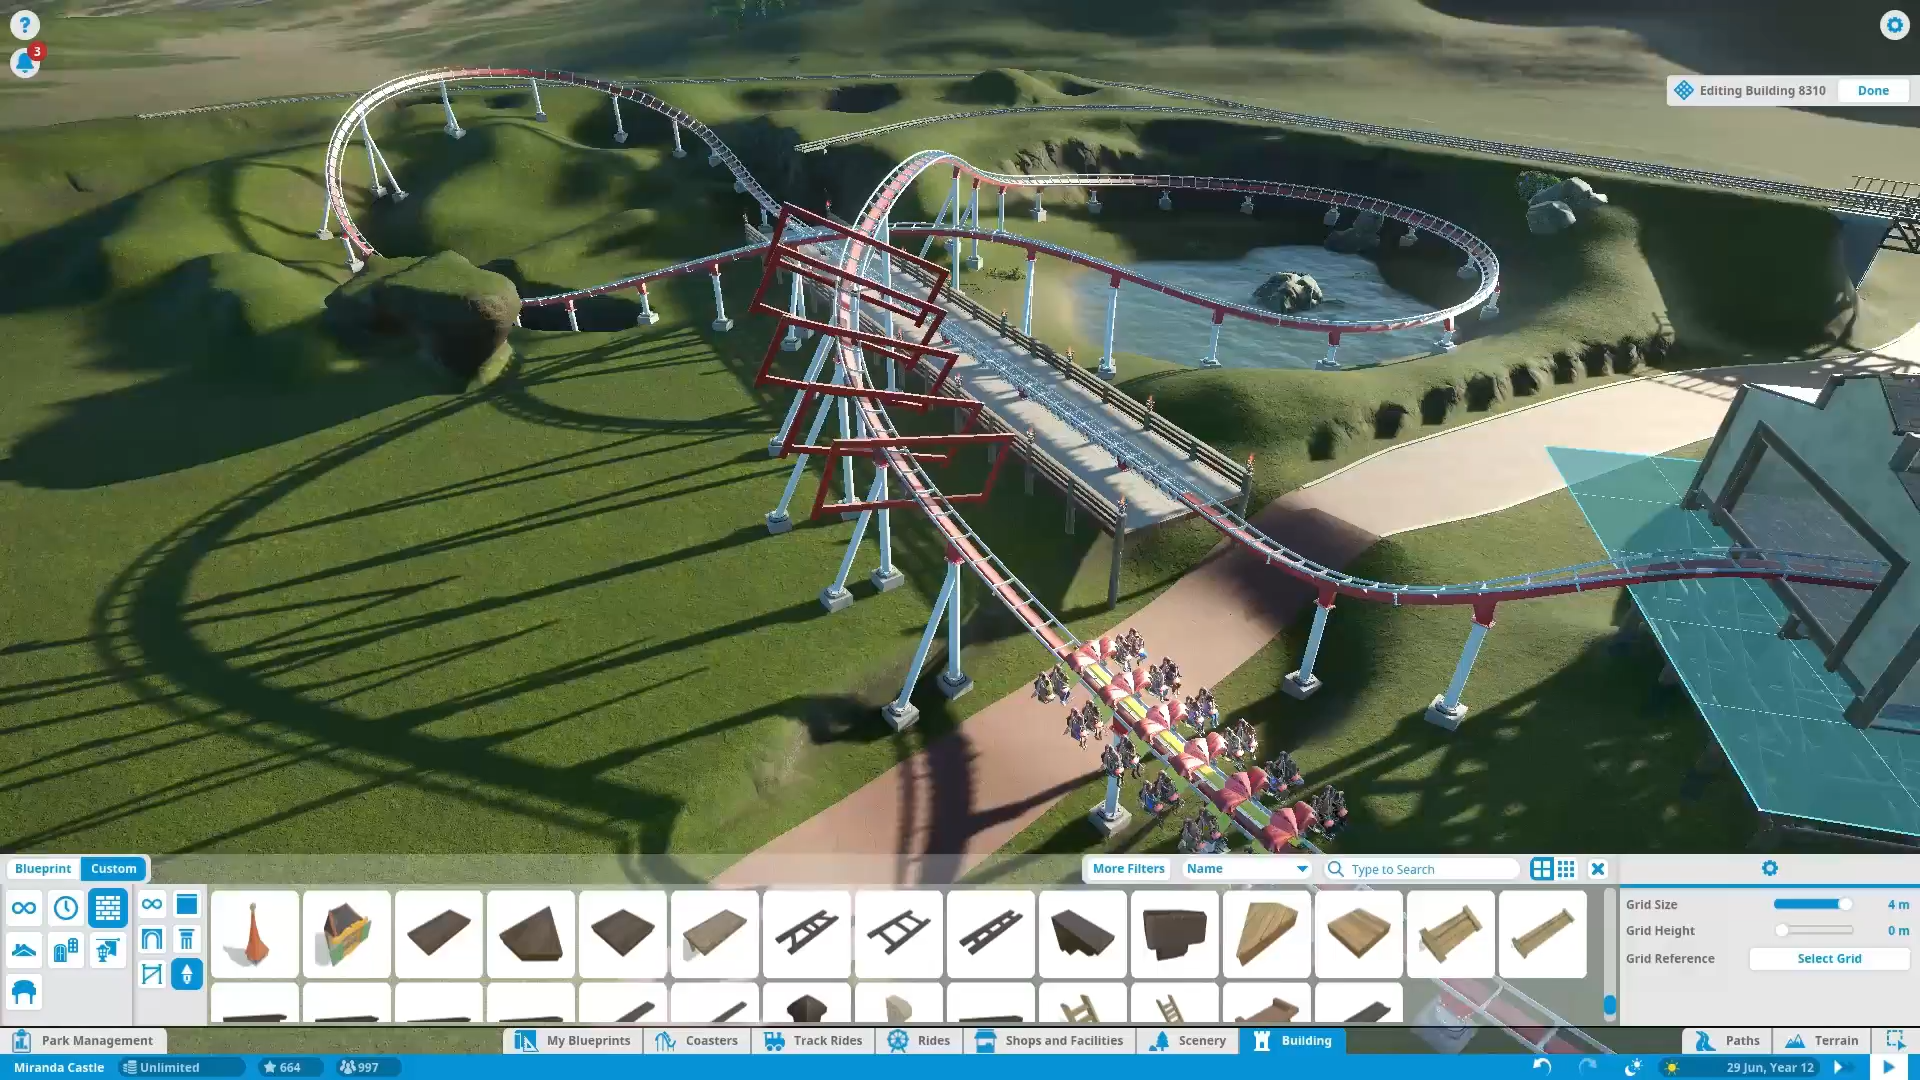 ?
3
Editing Building 8310 Done
Blueprint Custom
More Filters Name Type to Search
Grid Size 4 m
Grid Height 0 m
Grid Reference Select Grid
Park Management My Blueprints Coasters Track Rides Rides Shops and Facilities Scenery Building Paths Terrain
Miranda Castle Unlimited 664 997 29 Jun, Year 12